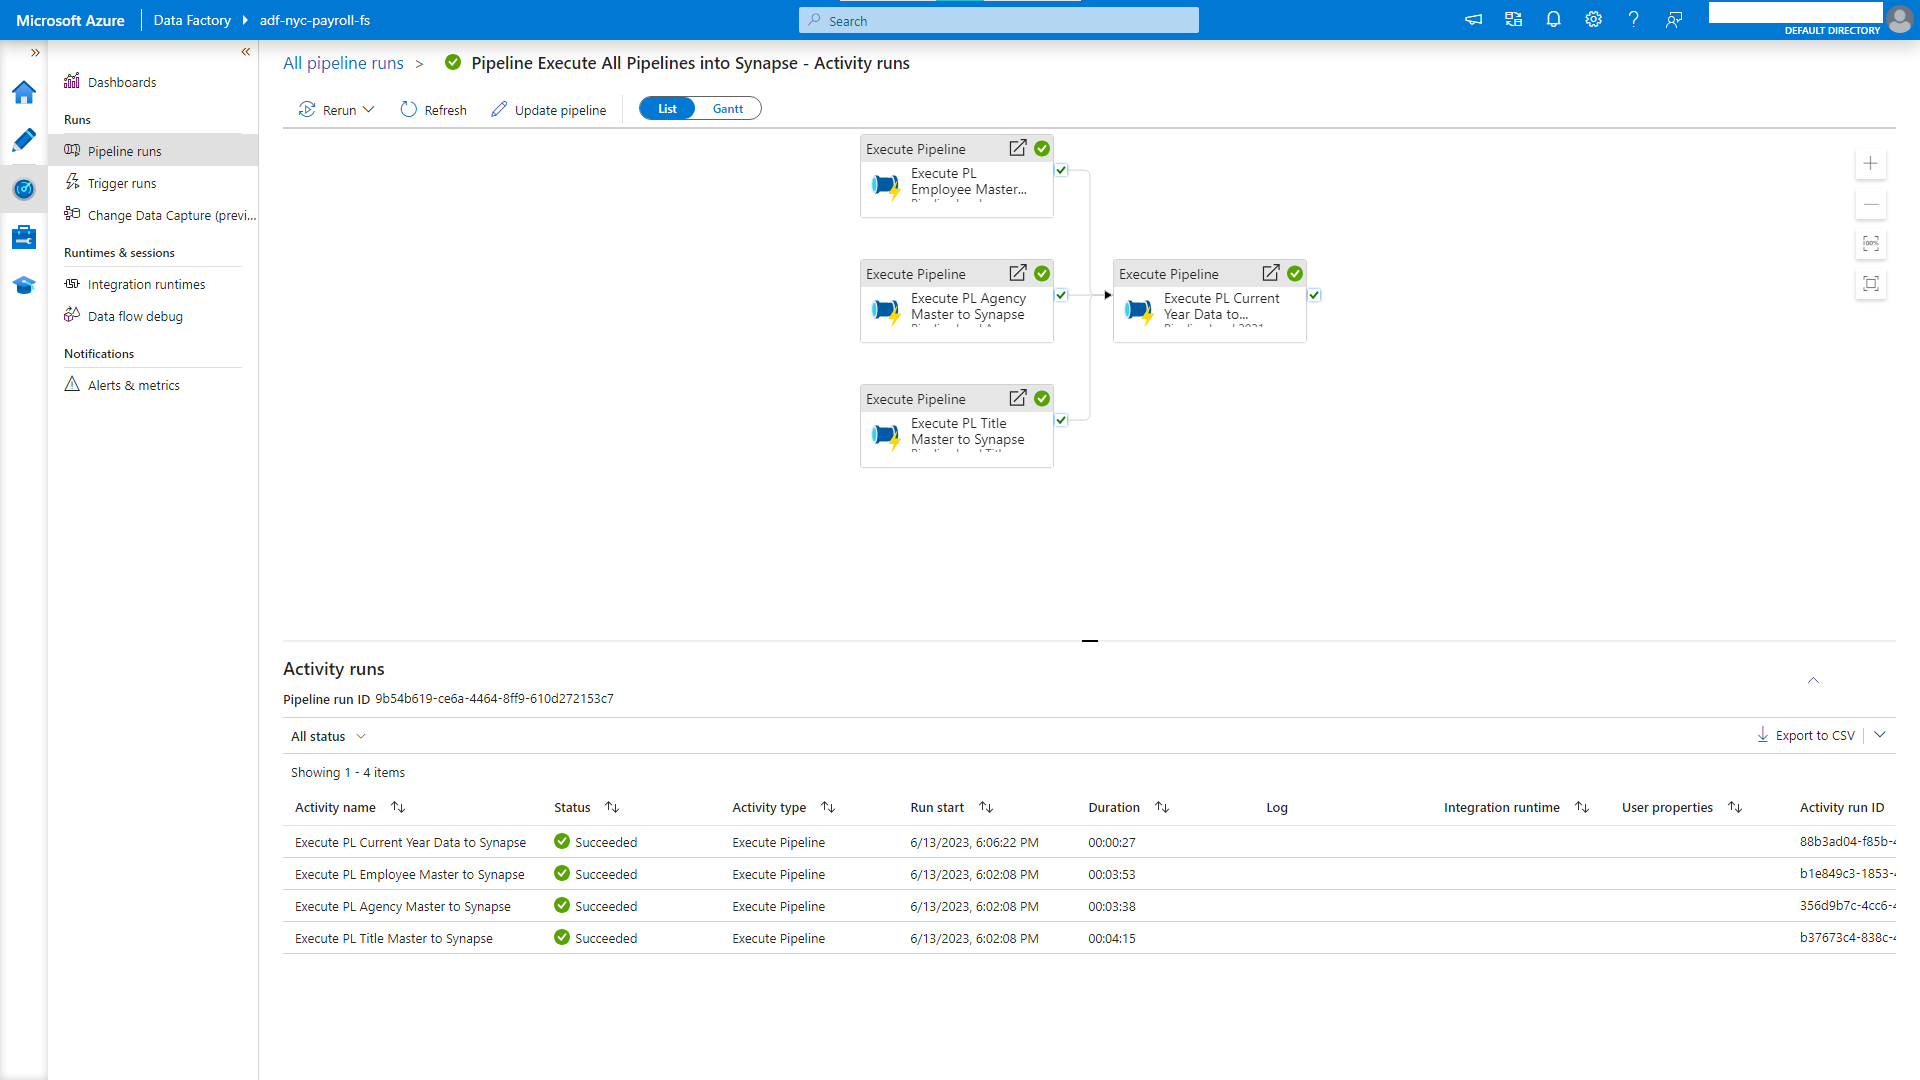 Microsoft Azure
Data Factory
adf-nyc-payroll-fs
Search
DEFAULT DIRECTORY
Dashboards
Runs
Pipeline runs
Trigger runs
Change Data Capture (previ...
Runtimes & sessions
Integration runtimes
Data flow debug
Notifications
Alerts & metrics
All pipeline runs >
Pipeline Execute All Pipelines into Synapse - Activity runs
Rerun
Refresh
Update pipeline
List
Gantt
Execute Pipeline
Execute PL
Employee Master...
Execute Pipeline
Execute PL Agency
Master to Synapse
Execute Pipeline
Execute PL Title
Master to Synapse
Execute Pipeline
Execute PL Current
Year Data to...
100%
Activity runs
Pipeline run ID 9b54b619-ce6a-4464-8ff9-610d272153c7
All status
Export to CSV
Showing 1 - 4 items
Activity name Status Activity type Run start Duration Log Integration runtime User properties Activity run ID
Execute PL Current Year Data to Synapse Succeeded Execute Pipeline 6/13/2023, 6:06:22 PM 00:00:27 88b3ad04-f85b-4
Execute PL Employee Master to Synapse Succeeded Execute Pipeline 6/13/2023, 6:02:08 PM 00:03:53 b1e849c3-1853-4
Execute PL Agency Master to Synapse Succeeded Execute Pipeline 6/13/2023, 6:02:08 PM 00:03:38 356d9b7c-4cc6-4
Execute PL Title Master to Synapse Succeeded Execute Pipeline 6/13/2023, 6:02:08 PM 00:04:15 b37673c4-838c-4